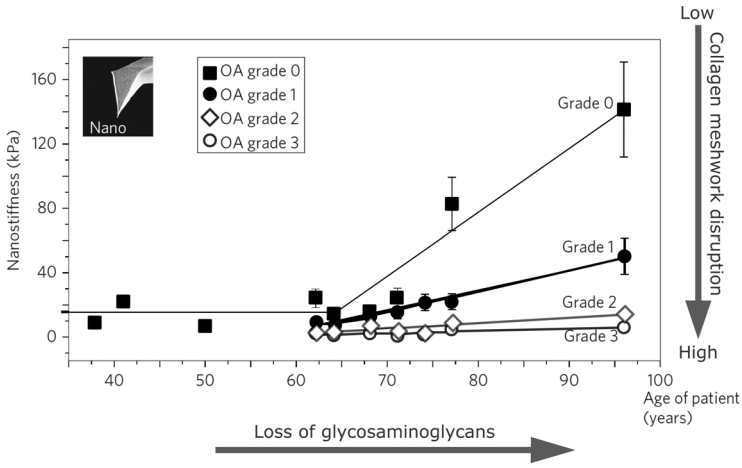 Low
Nanostiffness (kPa)
160
120
80
40
0
Nano
OA grade 0
OA grade 1
OA grade 2
OA grade 3
Grade 0
Grade 1
Grade 2
Grade 3
Collagen meshwork disruption
High
40
50
60
70
80
90
100
Age of patient
(years)
Loss of glycosaminoglycans